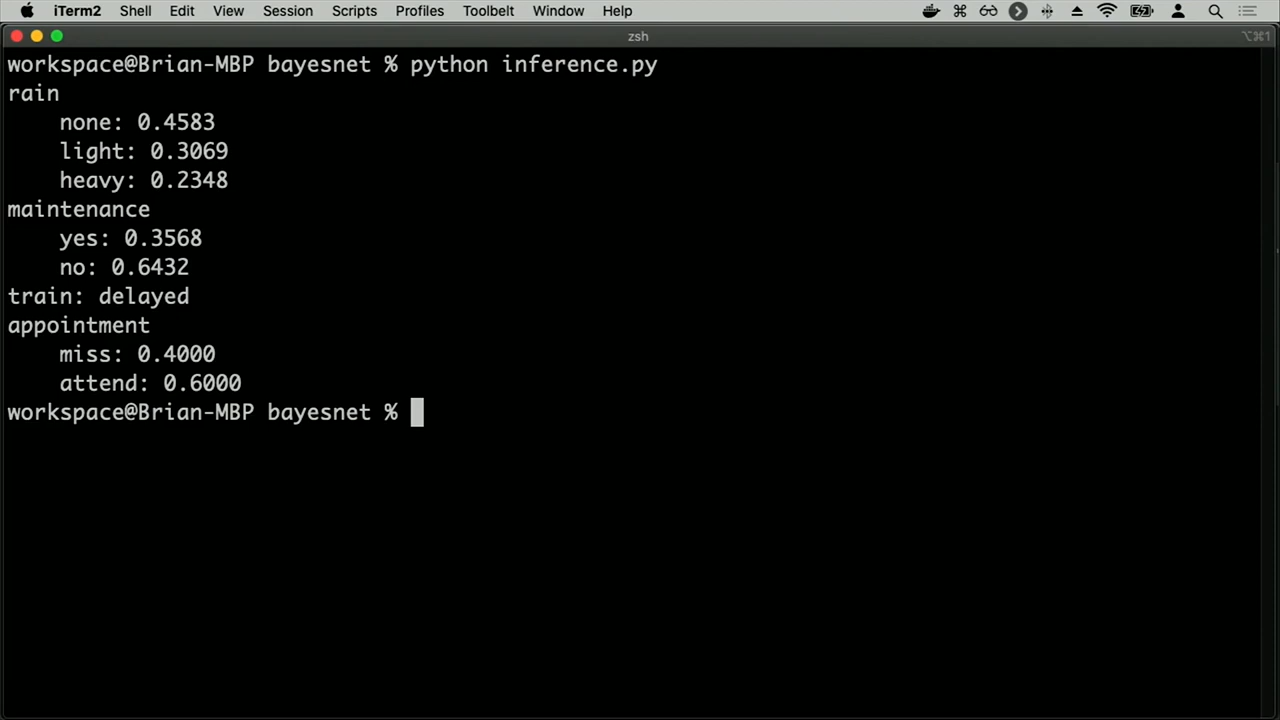 iTerm2 Shell Edit View Session Scripts Profiles Toolbelt Window Help
zsh
⌥⌘1
workspace@Brian-MBP bayesnet % python inference.py
rain
    none: 0.4583
    light: 0.3069
    heavy: 0.2348
maintenance
    yes: 0.3568
    no: 0.6432
train: delayed
appointment
    miss: 0.4000
    attend: 0.6000
workspace@Brian-MBP bayesnet %